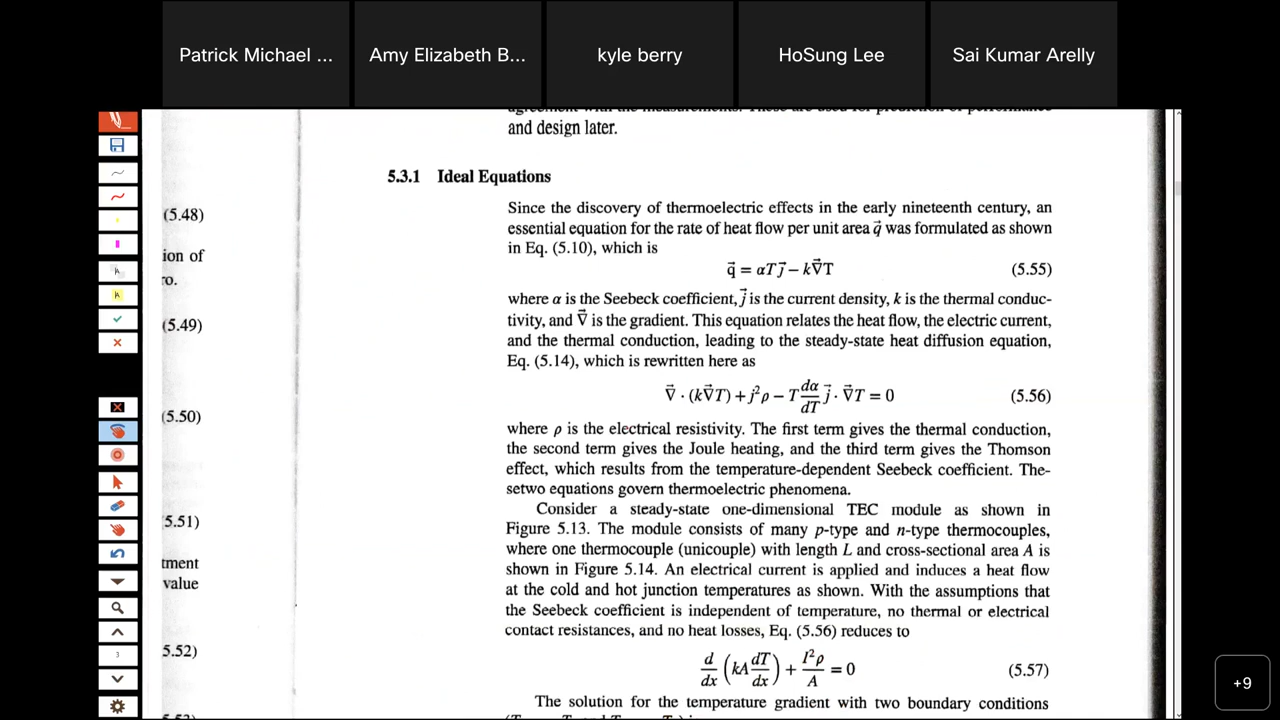 Patrick Michael ...
Amy Elizabeth B...
kyle berry
HoSung Lee
Sai Kumar Arelly
agreement with the measurements. These are used for prediction of performance
and design later.
5.3.1 Ideal Equations
Since the discovery of thermoelectric effects in the early nineteenth century, an
essential equation for the rate of heat flow per unit area q⃗ was formulated as shown
in Eq. (5.10), which is
q⃗ = αTj⃗ − k∇⃗T (5.55)
where α is the Seebeck coefficient, j⃗ is the current density, k is the thermal conduc-
tivity, and ∇⃗ is the gradient. This equation relates the heat flow, the electric current,
and the thermal conduction, leading to the steady-state heat diffusion equation,
Eq. (5.14), which is rewritten here as
∇⃗ · (k∇⃗T) + j²ρ − T dα/dT j⃗ · ∇⃗T = 0 (5.56)
where ρ is the electrical resistivity. The first term gives the thermal conduction,
the second term gives the Joule heating, and the third term gives the Thomson
effect, which results from the temperature-dependent Seebeck coefficient. The-
setwo equations govern thermoelectric phenomena.
Consider a steady-state one-dimensional TEC module as shown in
Figure 5.13. The module consists of many p-type and n-type thermocouples,
where one thermocouple (unicouple) with length L and cross-sectional area A is
shown in Figure 5.14. An electrical current is applied and induces a heat flow
at the cold and hot junction temperatures as shown. With the assumptions that
the Seebeck coefficient is independent of temperature, no thermal or electrical
contact resistances, and no heat losses, Eq. (5.56) reduces to
d/dx (kA dT/dx) + I²ρ/A = 0 (5.57)
The solution for the temperature gradient with two boundary conditions
(5.48)
ion of
ro.
(5.49)
(5.50)
5.51)
tment
value
5.52)
3
+9